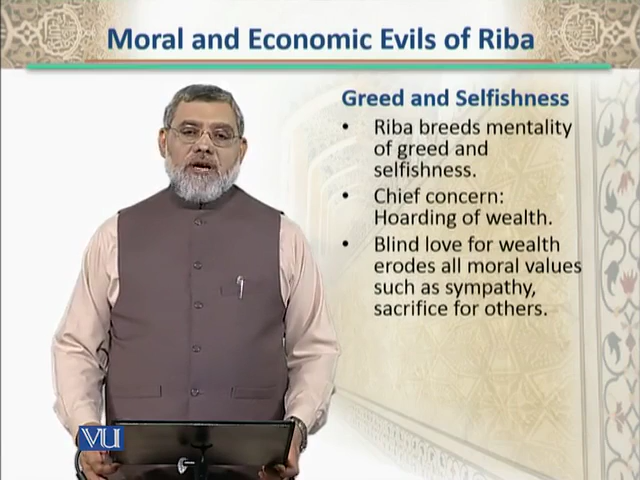 Moral and Economic Evils of Riba
Greed and Selfishness
• Riba breeds mentality
of greed and
selfishness.
• Chief concern:
Hoarding of wealth.
• Blind love for wealth
erodes all moral values
such as sympathy,
sacrifice for others.
VU